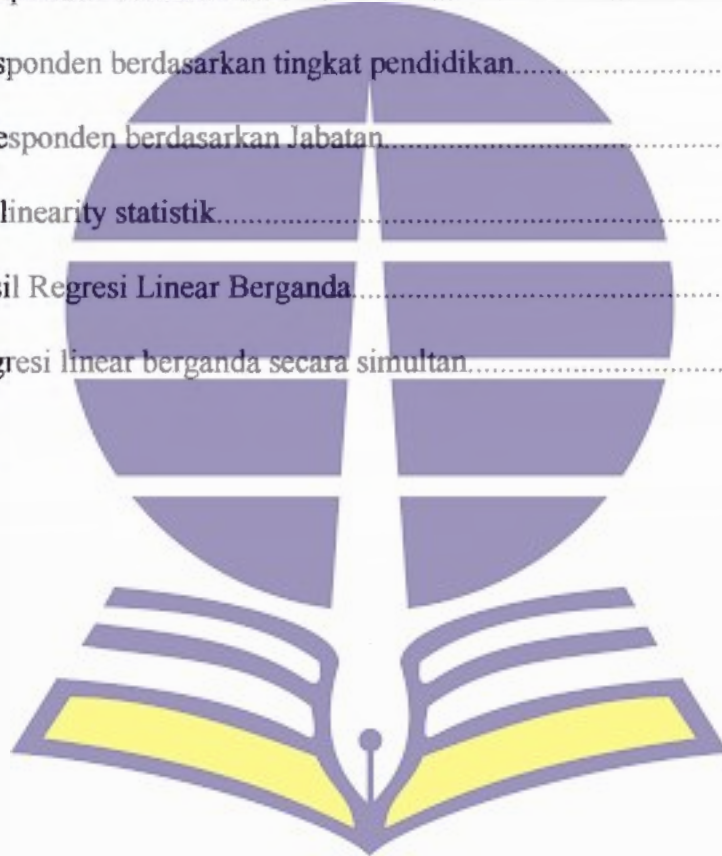 sponden berdasarkan tingkat pendidikan
esponden berdasarkan Jabatan
linearity statistik
sil Regresi Linear Berganda
gresi linear berganda secara simultan